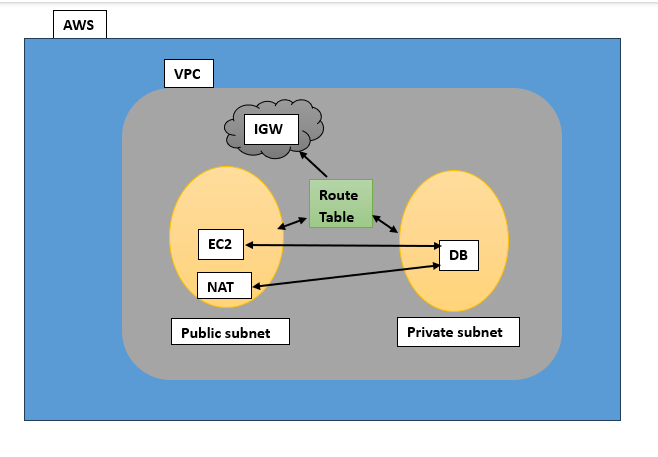 AWS
VPC
IGW
Route
Table
EC2
DB
NAT
Public subnet
Private subnet